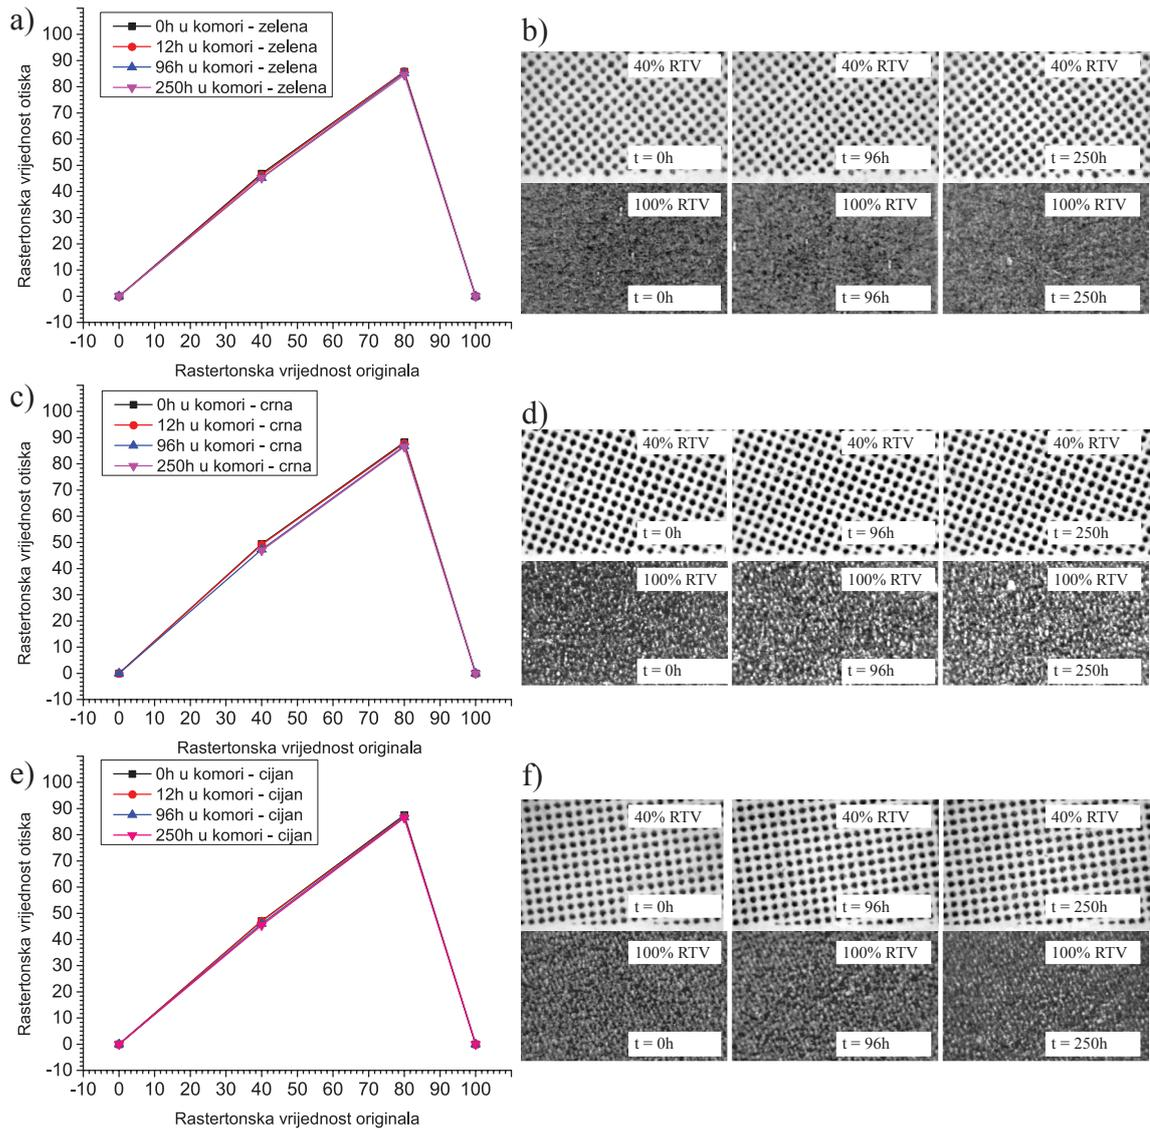 a)
0h u komori - zelena
12h u komori - zelena
96h u komori - zelena
250h u komori - zelena
Rastertonska vrijednost otiska
100
90
80
70
60
50
40
30
20
10
0
-10
-10 0 10 20 30 40 50 60 70 80 90 100
Rastertonska vrijednost originala
b)
40% RTV 40% RTV 40% RTV
t = 0h t = 96h t = 250h
100% RTV 100% RTV 100% RTV
t = 0h t = 96h t = 250h
c)
0h u komori - crna
12h u komori - crna
96h u komori - crna
250h u komori - crna
Rastertonska vrijednost otiska
100
90
80
70
60
50
40
30
20
10
0
-10
-10 0 10 20 30 40 50 60 70 80 90 100
Rastertonska vrijednost originala
d)
40% RTV 40% RTV 40% RTV
t = 0h t = 96h t = 250h
100% RTV 100% RTV 100% RTV
t = 0h t = 96h t = 250h
e)
0h u komori - cijan
12h u komori - cijan
96h u komori - cijan
250h u komori - cijan
Rastertonska vrijednost otiska
100
90
80
70
60
50
40
30
20
10
0
-10
-10 0 10 20 30 40 50 60 70 80 90 100
Rastertonska vrijednost originala
f)
40% RTV 40% RTV 40% RTV
t = 0h t = 96h t = 250h
100% RTV 100% RTV 100% RTV
t = 0h t = 96h t = 250h